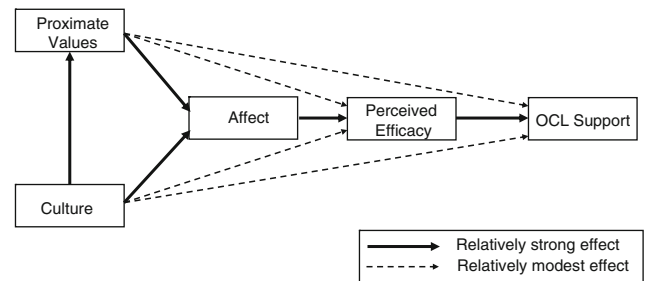 Proximate
Values
Affect
Perceived
Efficacy
OCL Support
Culture
Relatively strong effect
Relatively modest effect